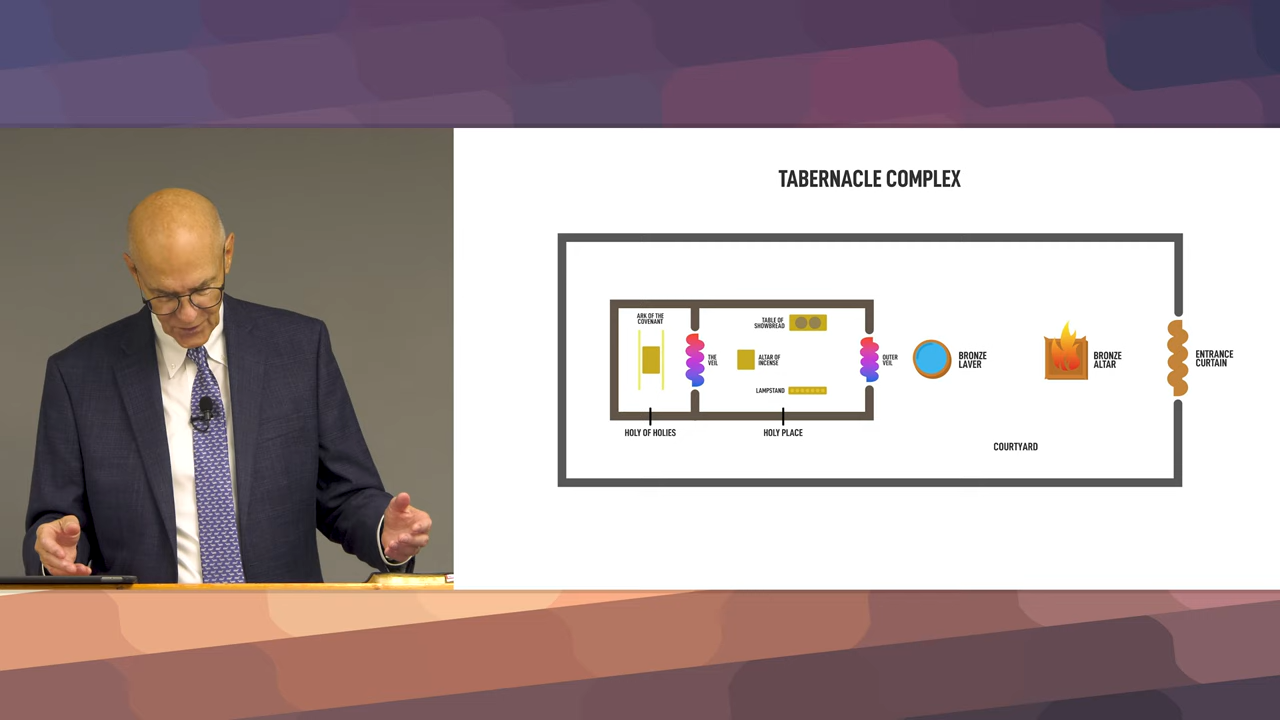 TABERNACLE COMPLEX
ARK OF THE
COVENANT
TABLE OF
SHOWBREAD
THE
VEIL
ALTAR OF
INCENSE
OUTER
VEIL
BRONZE
LAVER
BRONZE
ALTAR
ENTRANCE
CURTAIN
LAMPSTAND
HOLY OF HOLIES
HOLY PLACE
COURTYARD